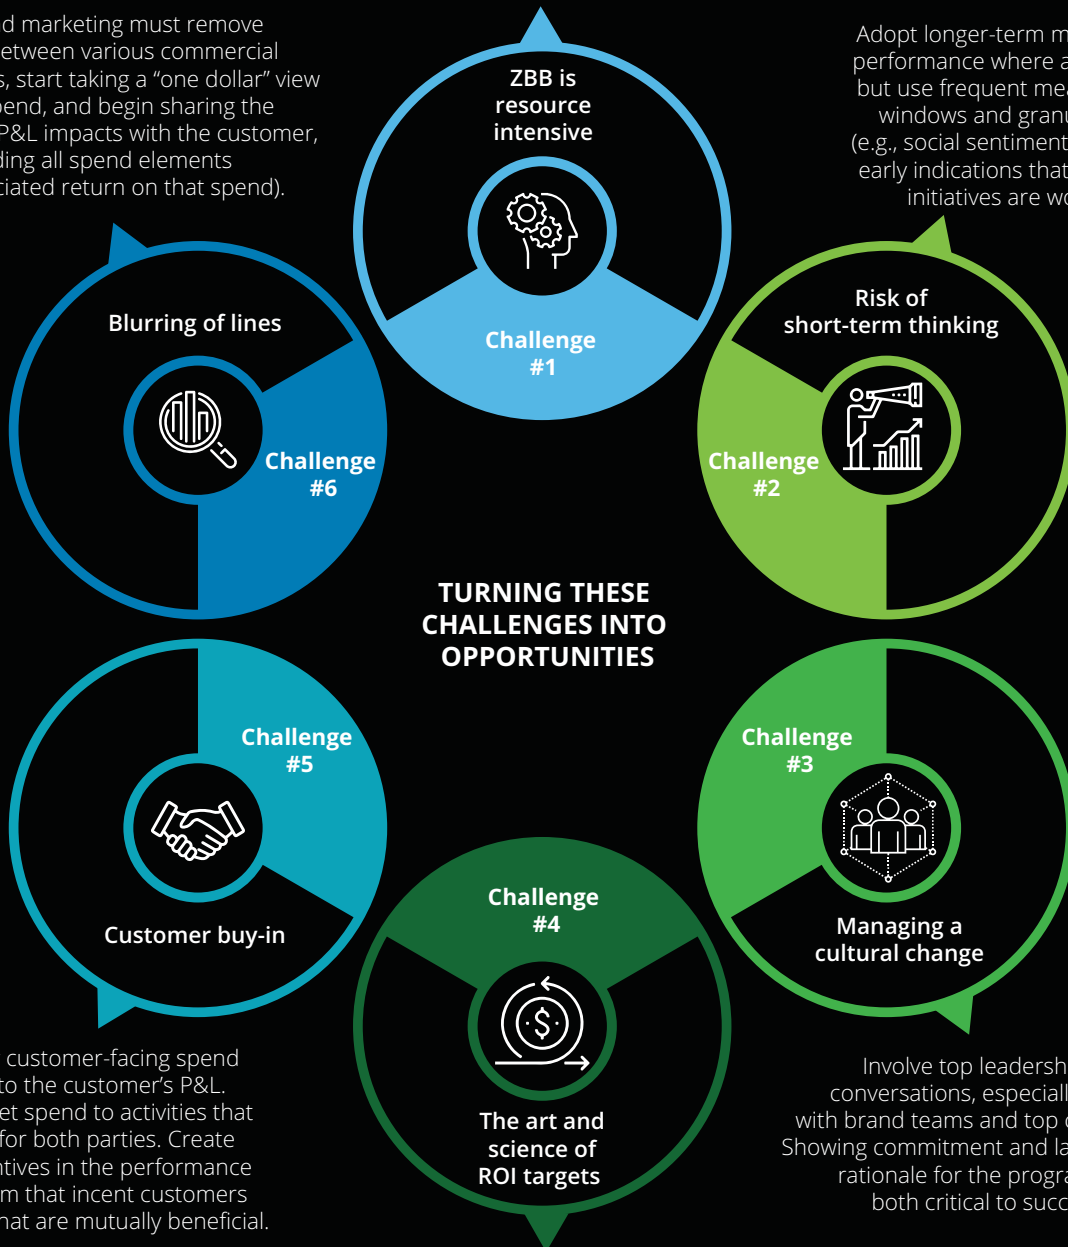 nd marketing must remove
between various commercial
s, start taking a “one dollar” view
pend, and begin sharing the
P&L impacts with the customer,
ding all spend elements
ciated return on that spend).
ZBB is
resource
intensive
Challenge
#1
Adopt longer-term m
performance where a
but use frequent mea
windows and granu
(e.g., social sentiment
early indications that
initiatives are wo
Blurring of lines
Challenge
#6
Risk of
short-term thinking
Challenge
#2
TURNING THESE
CHALLENGES INTO
OPPORTUNITIES
Challenge
#5
Customer buy-in
Challenge
#3
Managing a
cultural change
Challenge
#4
The art and
science of
ROI targets
customer-facing spend
to the customer’s P&L.
et spend to activities that
for both parties. Create
ntives in the performance
m that incent customers
hat are mutually beneficial.
Involve top leadersh
conversations, especiall
with brand teams and top c
Showing commitment and la
rationale for the progra
both critical to succ